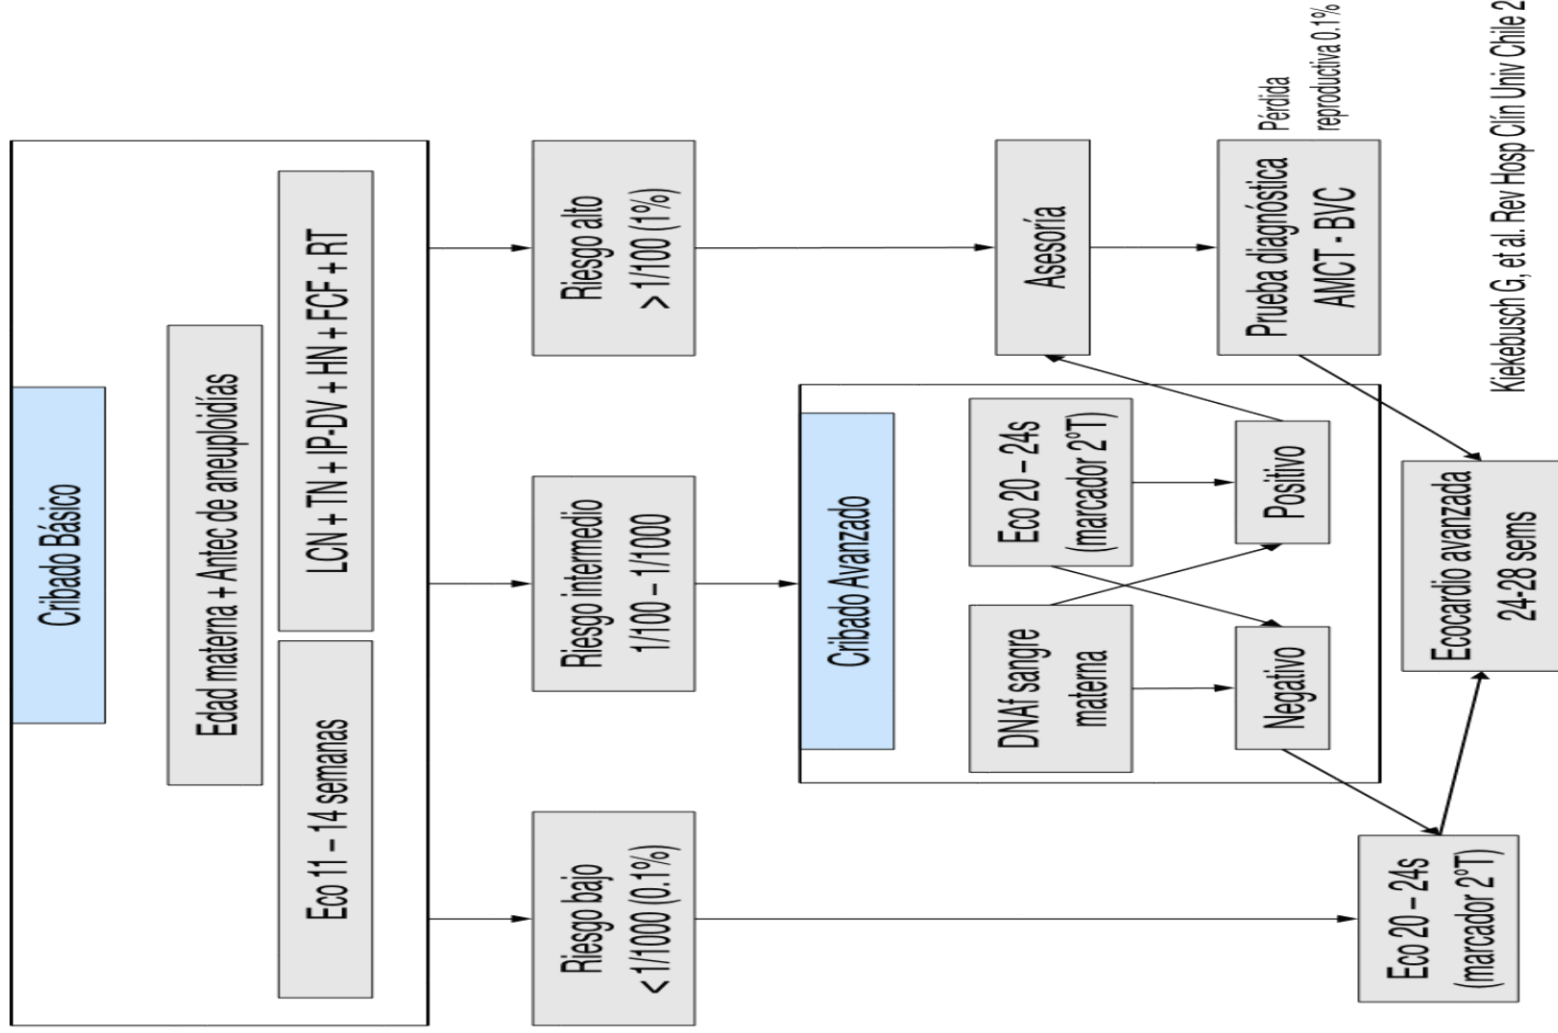 Cribado Básico
Edad materna + Antec de aneuploidías
Eco 11 – 14 semanas
LCN + TN + IP-DV + HN + FCF + RT
Riesgo bajo
< 1/1000 (0.1%)
Riesgo intermedio
1/100 – 1/1000
Riesgo alto
> 1/100 (1%)
Cribado Avanzado
DNAf sangre
materna
Eco 20 – 24s
(marcador 2°T)
Negativo
Positivo
Asesoría
Prueba diagnóstica
AMCT - BVC
Pérdida
reproductiva 0.1%
Eco 20 – 24s
(marcador 2°T)
Ecocardio avanzada
24-28 sems
Kiekebusch G, et al. Rev Hosp Clín Univ Chile 2